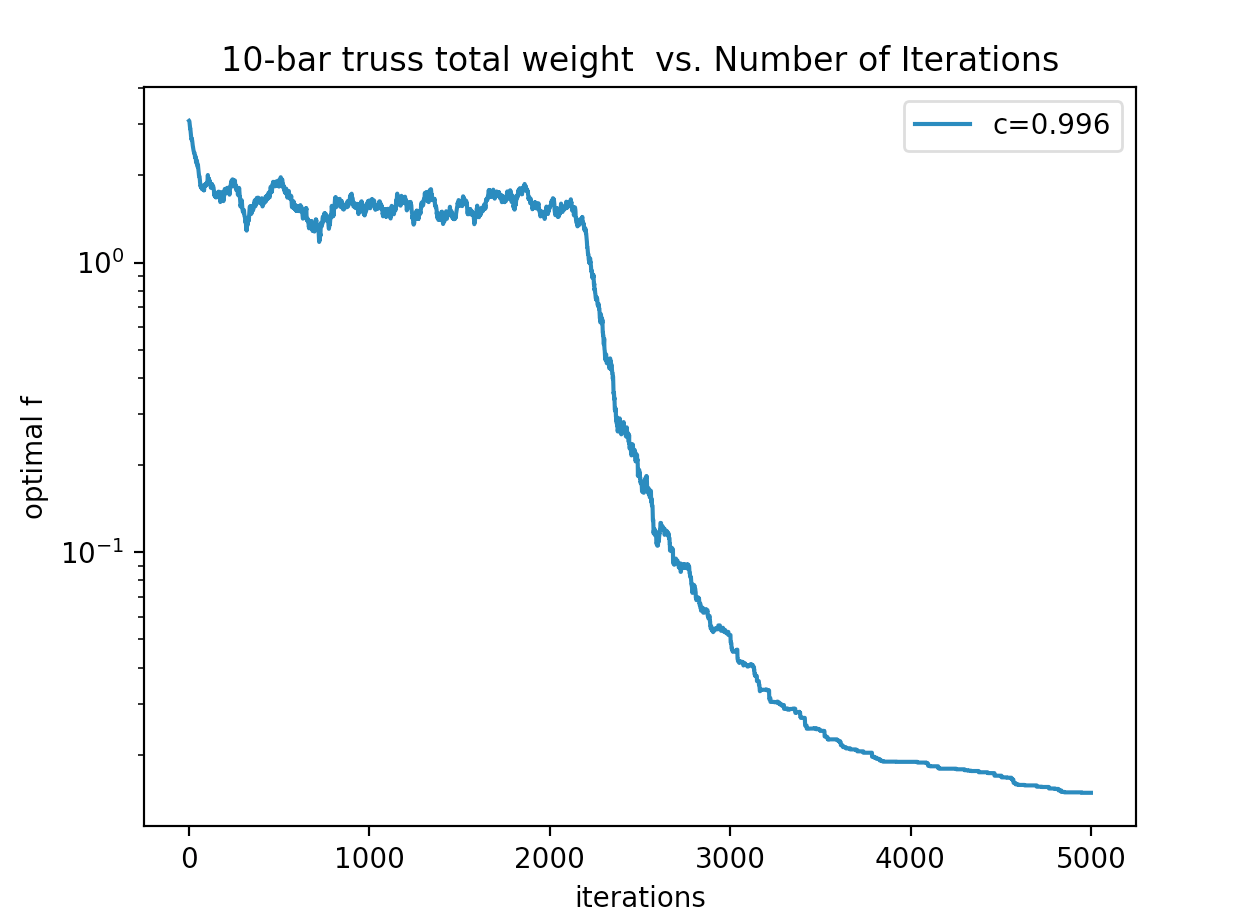 10-bar truss total weight  vs. Number of Iterations
c=0.996
optimal f
10⁰
10⁻¹
0 1000 2000 3000 4000 5000
iterations